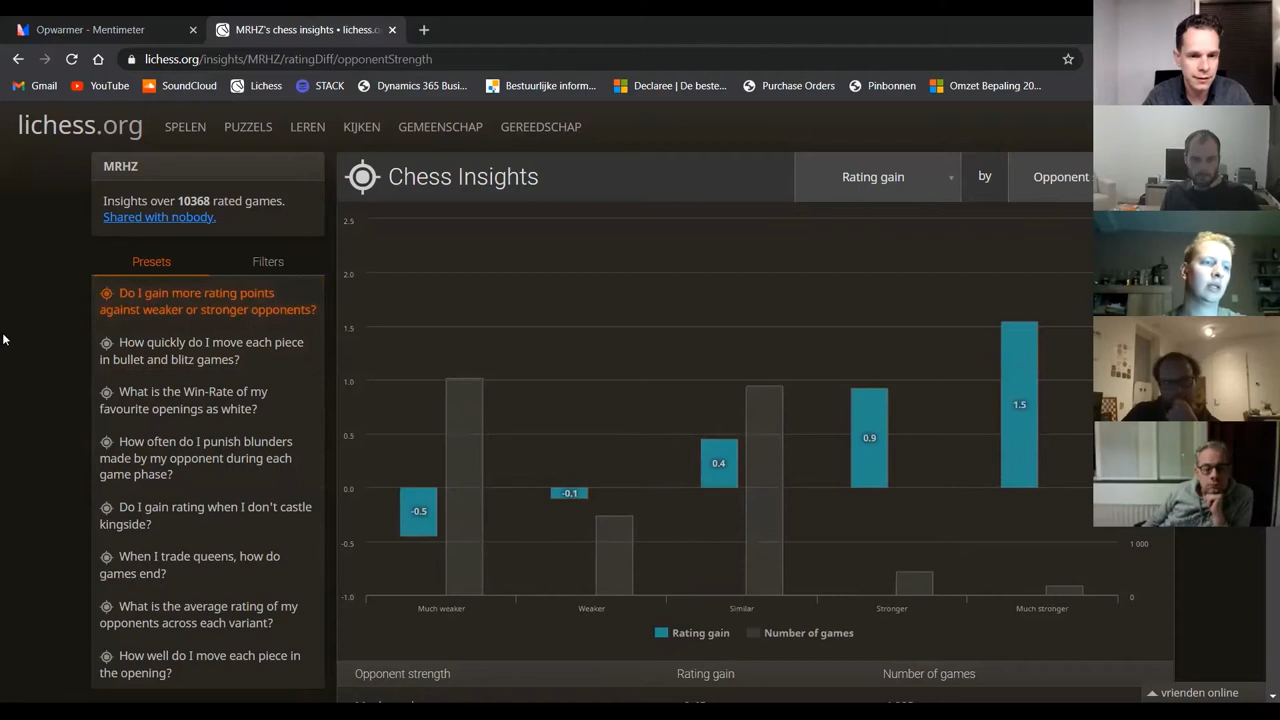 Opwarmer - Mentimeter
MRHZ's chess insights • lichess.o
lichess.org/insights/MRHZ/ratingDiff/opponentStrength
Gmail YouTube SoundCloud Lichess STACK Dynamics 365 Busi... Bestuurlijke inform... Declaree | De beste... Purchase Orders Pinbonnen Omzet Bepaling 20...
lichess.org SPELEN PUZZELS LEREN KIJKEN GEMEENSCHAP GEREEDSCHAP
MRHZ
Insights over 10368 rated games.
Shared with nobody.
Presets Filters
Do I gain more rating points
against weaker or stronger opponents?
How quickly do I move each piece
in bullet and blitz games?
What is the Win-Rate of my
favourite openings as white?
How often do I punish blunders
made by my opponent during each
game phase?
Do I gain rating when I don't castle
kingside?
When I trade queens, how do
games end?
What is the average rating of my
opponents across each variant?
How well do I move each piece in
the opening?
Chess Insights Rating gain by Opponent
2.5
2.0
1.5
1.0
0.5
0.0
-0.5
-1.0
-0.5
-0.1
0.4
0.9
1.5
1 000
0
Much weaker Weaker Similar Stronger Much stronger
Rating gain Number of games
Opponent strength Rating gain Number of games
vrienden online